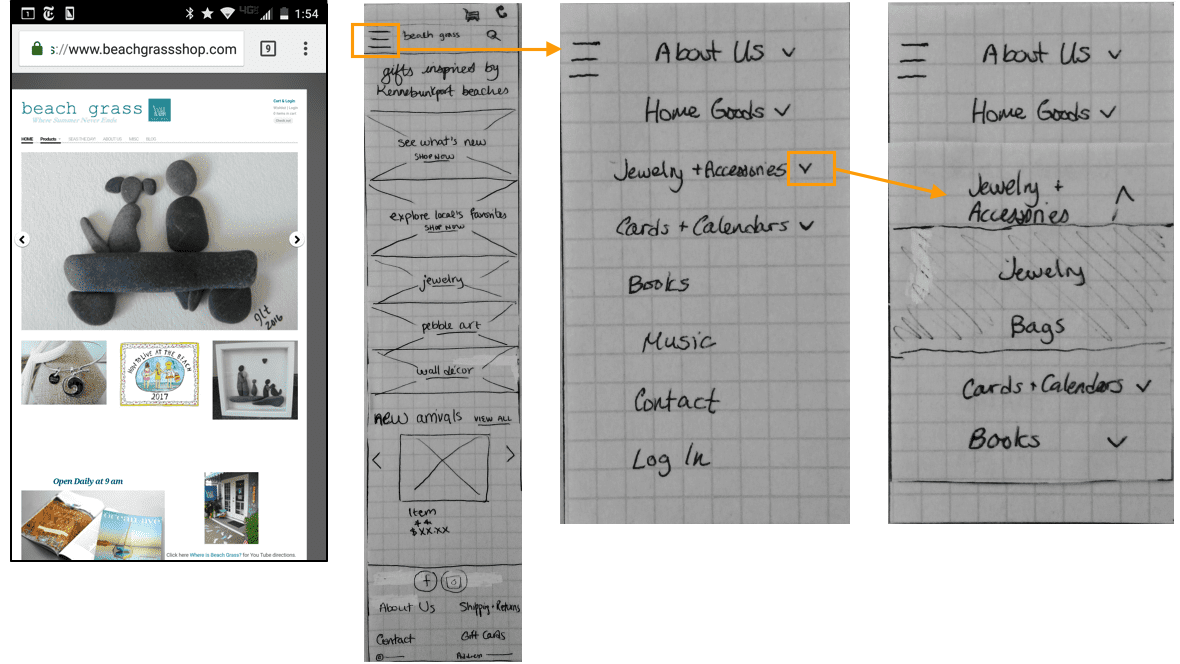 1:54
4G
s://www.beachgrassshop.com
9
beach grass
Where Summer Never Ends
Cart & Login
HOME
Products
ABOUT US
MISC
BLOG
Jlt
2016
HOW TO LIVE AT THE BEACH
2017
Open Daily at 9 am
Click here Where is Beach Grass? for You Tube directions.
beach grass
gifts inspired by
Kennebunkport beaches
see what's new
SHOP NOW
explore local's favorites
SHOP NOW
jewelry
pebble art
wall décor
new arrivals VIEW ALL
Item
$XX.XX
About Us
Shipping + Returns
Contact
Gift Cards
Address
About Us
Home Goods
Jewelry + Accessories
Cards + Calendars
Books
Music
Contact
Log In
About Us
Home Goods
Jewelry +
Accessories
Jewelry
Bags
Cards + Calendars
Books